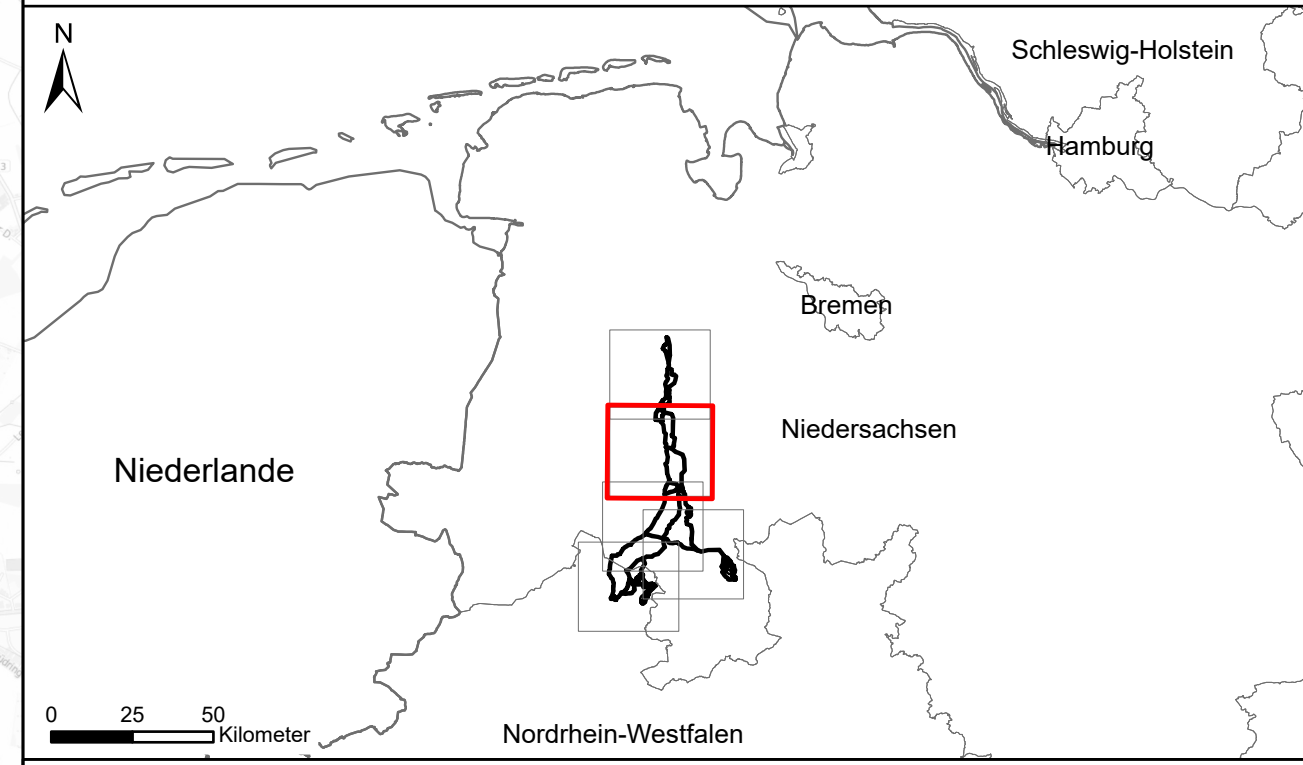 N
Schleswig-Holstein
Hamburg
Bremen
Niedersachsen
Niederlande
0 25 50
Kilometer
Nordrhein-Westfalen